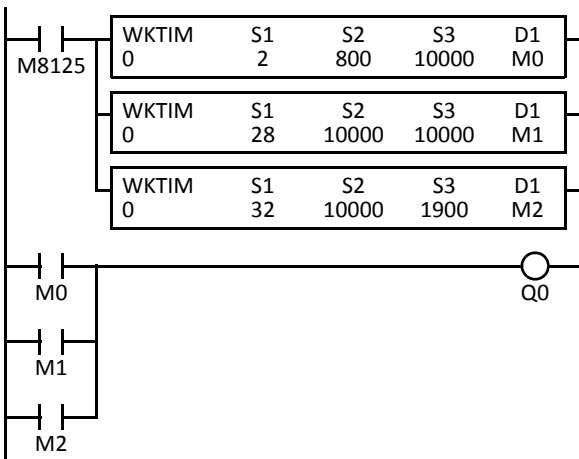 WKTIM S1 S2 S3 D1
0 2 800 10000 M0
M8125
WKTIM S1 S2 S3 D1
0 28 10000 10000 M1
WKTIM S1 S2 S3 D1
0 32 10000 1900 M2
M0 Q0
M1
M2